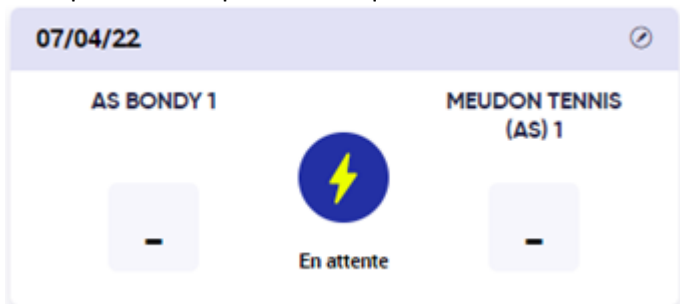 07/04/22
AS BONDY 1
MEUDON TENNIS
(AS) 1
-
-
En attente